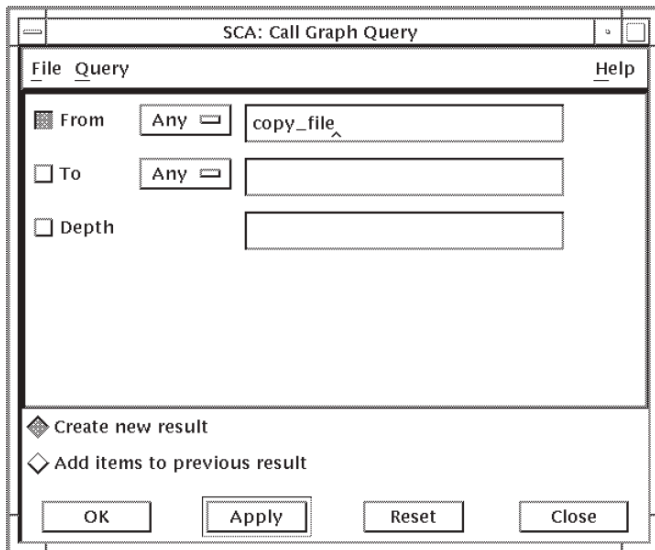 SCA: Call Graph Query
File Query Help
From Any copy_file
To Any
Depth
Create new result
Add items to previous result
OK Apply Reset Close